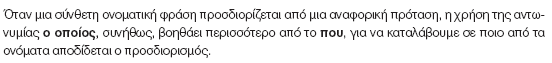 Όταν μια σύνθετη ονοματική φράση προσδιορίζεται από μια αναφορική πρόταση, η χρήση της αντω-
νυμίας ο οποίος, συνήθως, βοηθάει περισσότερο από το που, για να καταλάβουμε σε ποιο από τα
ονόματα αποδίδεται ο προσδιορισμός.